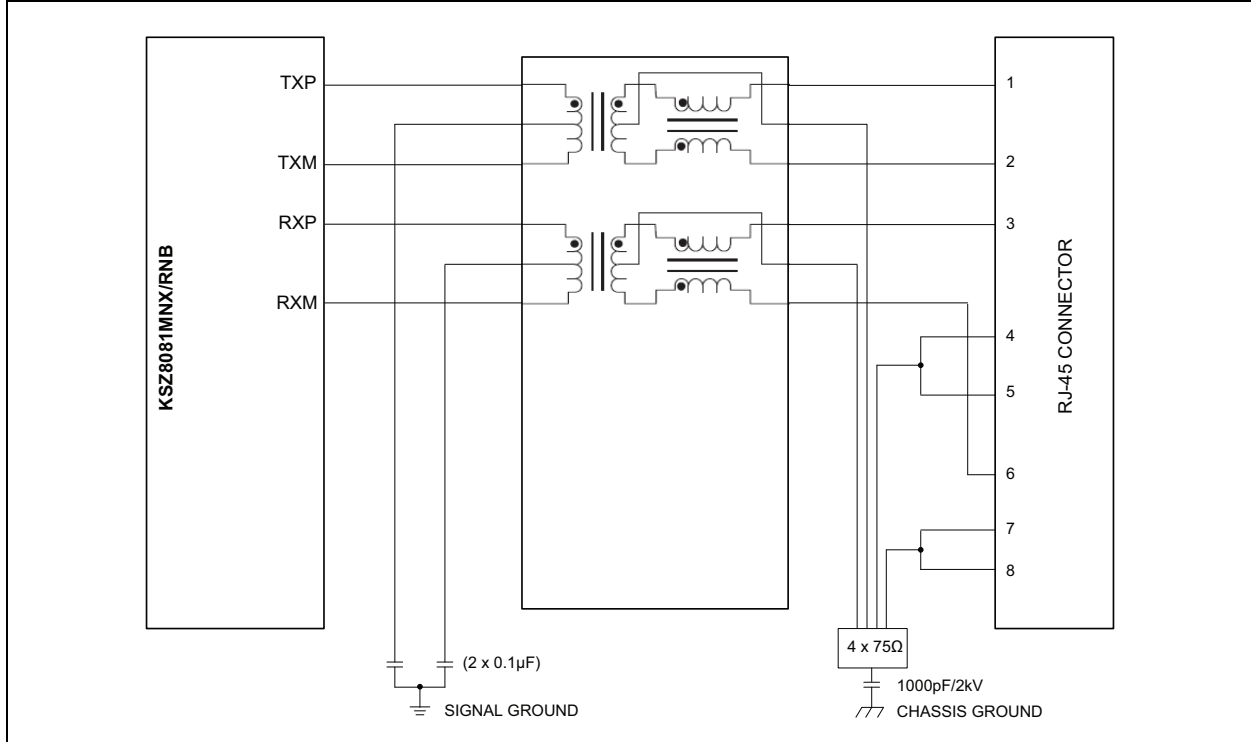 KSZ8081MNX/RNB
TXP
TXM
RXP
RXM
1
2
3
4
5
6
7
8
RJ-45 CONNECTOR
(2 x 0.1µF)
SIGNAL GROUND
4 x 75Ω
1000pF/2kV
CHASSIS GROUND